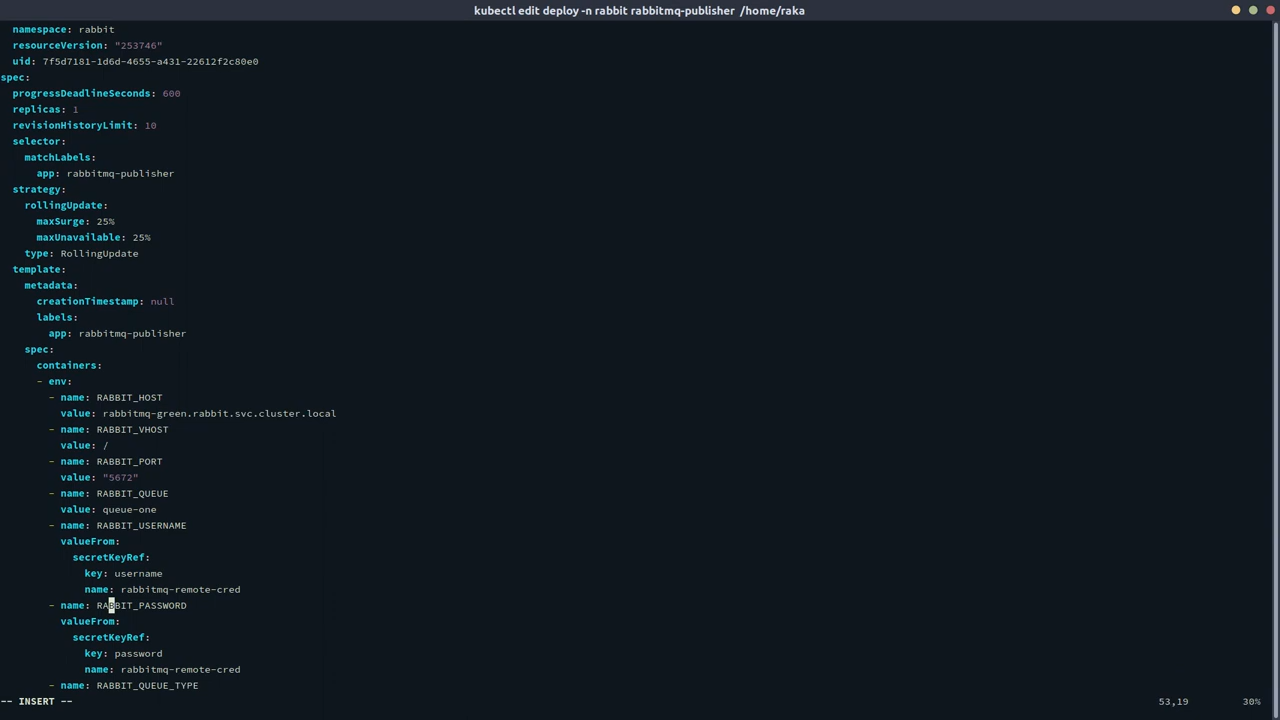 kubectl edit deploy -n rabbit rabbitmq-publisher /home/raka
namespace: rabbit
resourceVersion: "253746"
uid: 7f5d7181-1d6d-4655-a431-22612f2c80e0
spec:
progressDeadlineSeconds: 600
replicas: 1
revisionHistoryLimit: 10
selector:
matchLabels:
app: rabbitmq-publisher
strategy:
rollingUpdate:
maxSurge: 25%
maxUnavailable: 25%
type: RollingUpdate
template:
metadata:
creationTimestamp: null
labels:
app: rabbitmq-publisher
spec:
containers:
- env:
- name: RABBIT_HOST
value: rabbitmq-green.rabbit.svc.cluster.local
- name: RABBIT_VHOST
value: /
- name: RABBIT_PORT
value: "5672"
- name: RABBIT_QUEUE
value: queue-one
- name: RABBIT_USERNAME
valueFrom:
secretKeyRef:
key: username
name: rabbitmq-remote-cred
- name: RABBIT_PASSWORD
valueFrom:
secretKeyRef:
key: password
name: rabbitmq-remote-cred
- name: RABBIT_QUEUE_TYPE
-- INSERT -- 53,19 30%